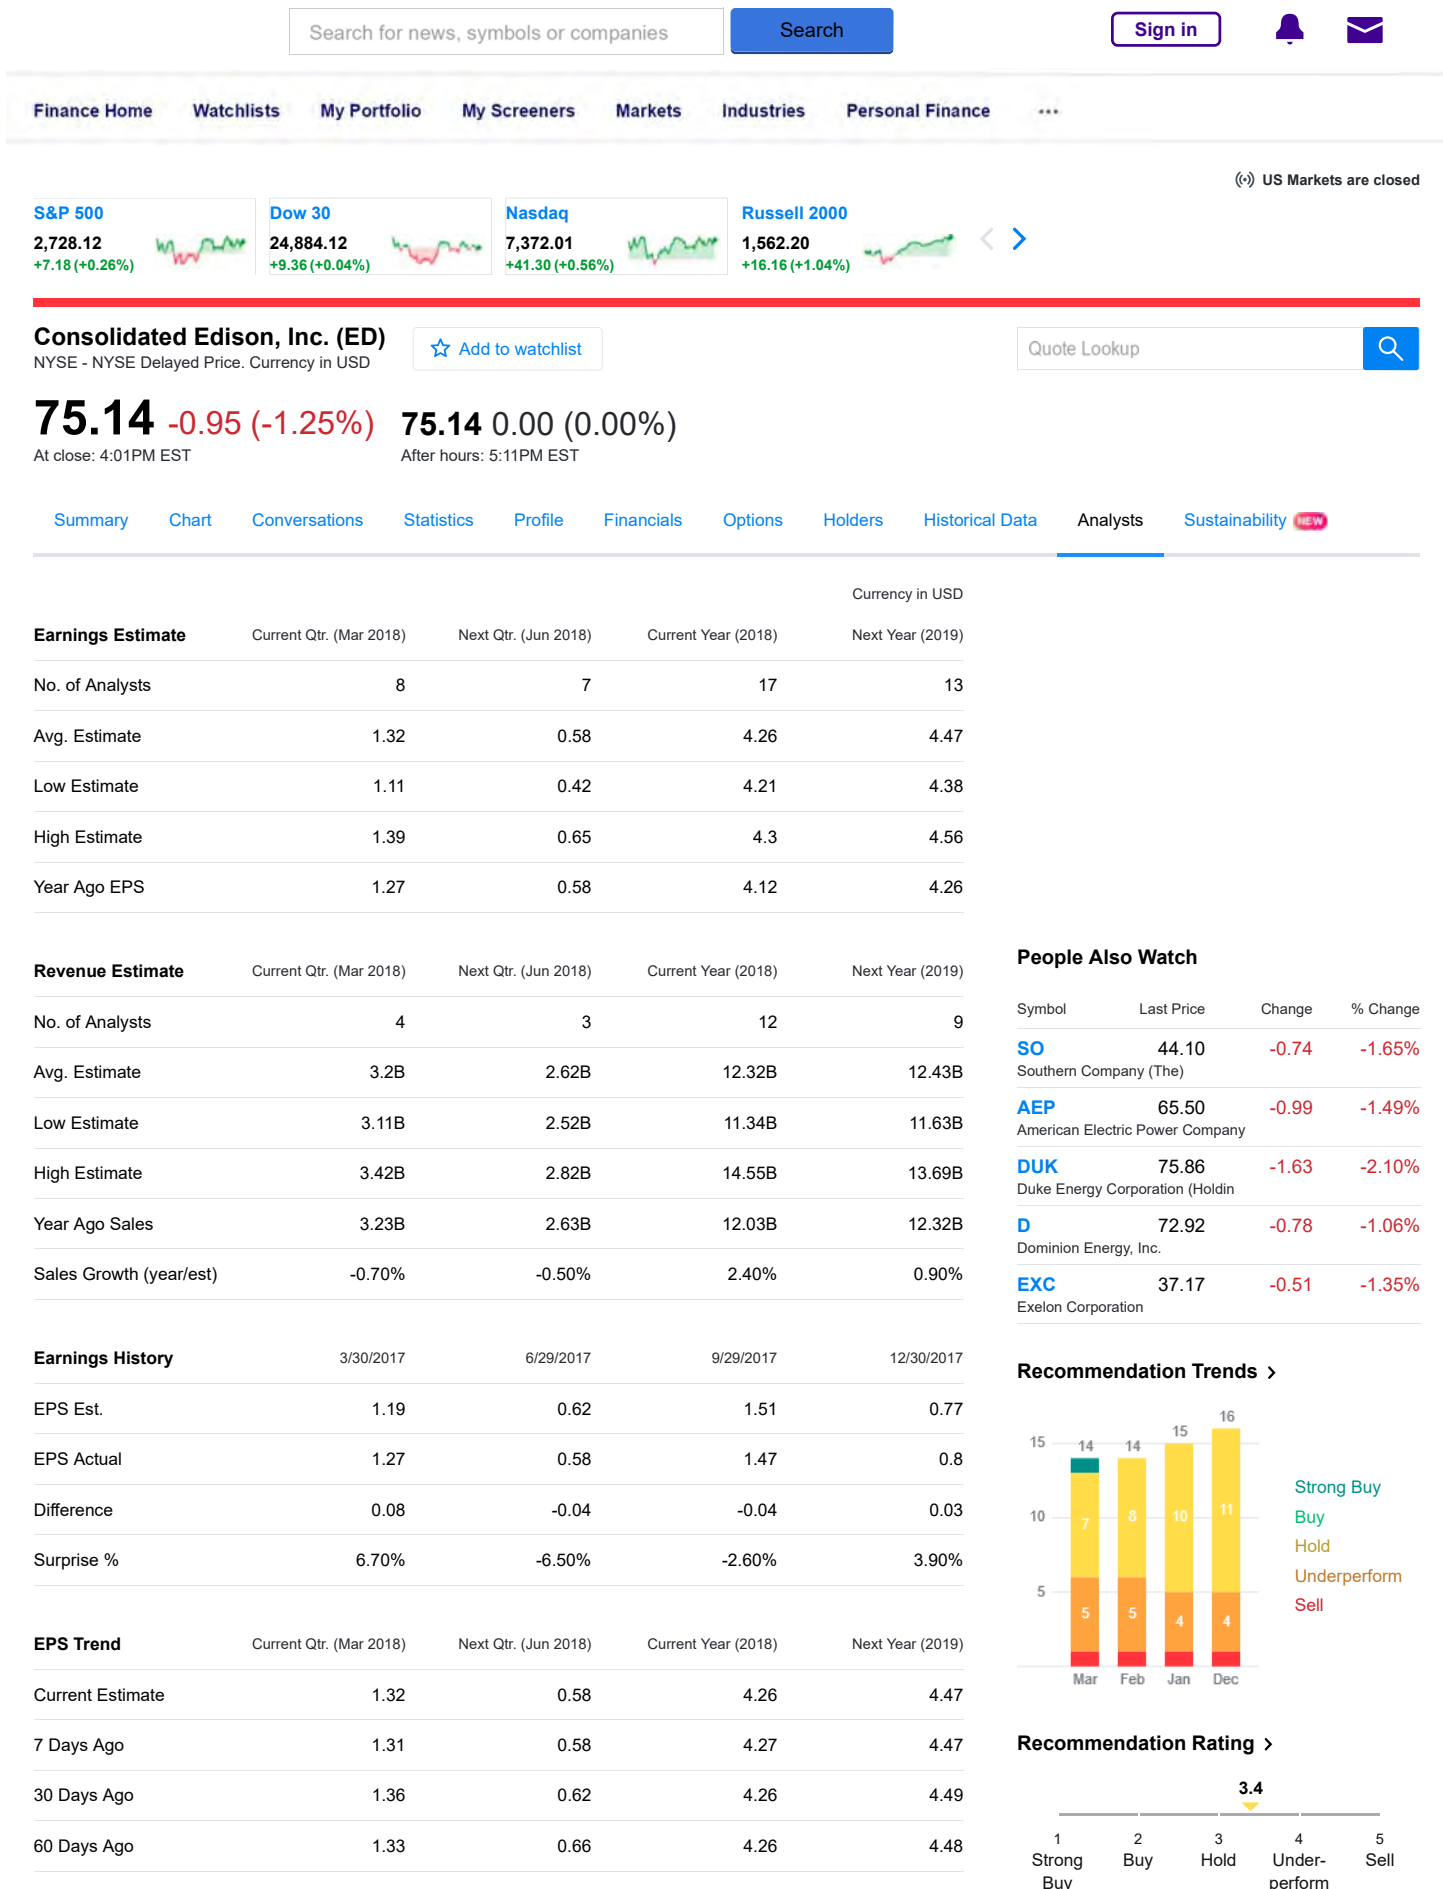 Search for news, symbols or companies Search Sign in
Finance Home Watchlists My Portfolio My Screeners Markets Industries Personal Finance ...
US Markets are closed
S&P 500 Dow 30 Nasdaq Russell 2000
2,728.12 24,884.12 7,372.01 1,562.20
+7.18 (+0.26%) +9.36 (+0.04%) +41.30 (+0.56%) +16.16 (+1.04%)
Consolidated Edison, Inc. (ED) Add to watchlist Quote Lookup
NYSE - NYSE Delayed Price. Currency in USD
75.14 -0.95 (-1.25%) 75.14 0.00 (0.00%)
At close: 4:01PM EST After hours: 5:11PM EST
Summary Chart Conversations Statistics Profile Financials Options Holders Historical Data Analysts Sustainability NEW
Currency in USD
Earnings Estimate Current Qtr. (Mar 2018) Next Qtr. (Jun 2018) Current Year (2018) Next Year (2019)
No. of Analysts 8 7 17 13
Avg. Estimate 1.32 0.58 4.26 4.47
Low Estimate 1.11 0.42 4.21 4.38
High Estimate 1.39 0.65 4.3 4.56
Year Ago EPS 1.27 0.58 4.12 4.26
Revenue Estimate Current Qtr. (Mar 2018) Next Qtr. (Jun 2018) Current Year (2018) Next Year (2019)
No. of Analysts 4 3 12 9
Avg. Estimate 3.2B 2.62B 12.32B 12.43B
Low Estimate 3.11B 2.52B 11.34B 11.63B
High Estimate 3.42B 2.82B 14.55B 13.69B
Year Ago Sales 3.23B 2.63B 12.03B 12.32B
Sales Growth (year/est) -0.70% -0.50% 2.40% 0.90%
Earnings History 3/30/2017 6/29/2017 9/29/2017 12/30/2017
EPS Est. 1.19 0.62 1.51 0.77
EPS Actual 1.27 0.58 1.47 0.8
Difference 0.08 -0.04 -0.04 0.03
Surprise % 6.70% -6.50% -2.60% 3.90%
EPS Trend Current Qtr. (Mar 2018) Next Qtr. (Jun 2018) Current Year (2018) Next Year (2019)
Current Estimate 1.32 0.58 4.26 4.47
7 Days Ago 1.31 0.58 4.27 4.47
30 Days Ago 1.36 0.62 4.26 4.49
60 Days Ago 1.33 0.66 4.26 4.48
People Also Watch
Symbol Last Price Change % Change
SO 44.10 -0.74 -1.65%
Southern Company (The)
AEP 65.50 -0.99 -1.49%
American Electric Power Company
DUK 75.86 -1.63 -2.10%
Duke Energy Corporation (Holdin
D 72.92 -0.78 -1.06%
Dominion Energy, Inc.
EXC 37.17 -0.51 -1.35%
Exelon Corporation
Recommendation Trends
16
15
15 14 14
10 7 8 10 11
5
5 5 4 4
Mar Feb Jan Dec
Strong Buy
Buy
Hold
Underperform
Sell
Recommendation Rating
3.4
1 2 3 4 5
Strong Buy Hold Under- Sell
Buy perform